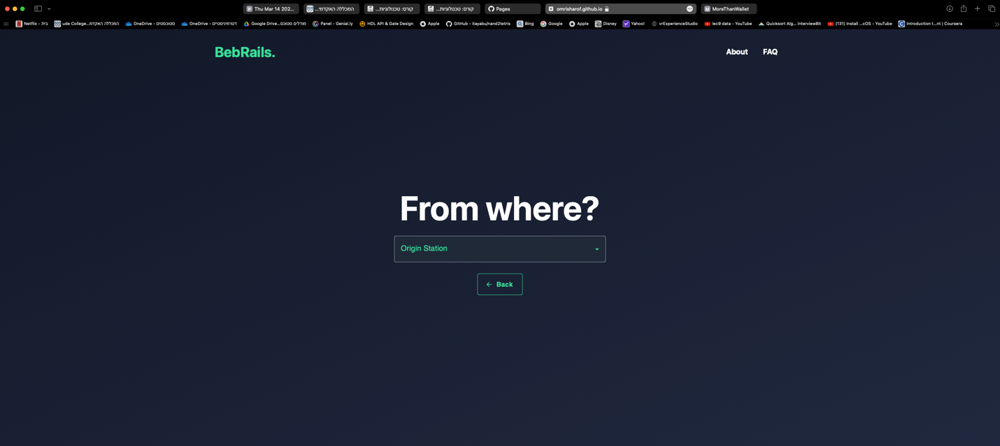 Thu Mar 14 202...
המכללה האקדמי...
קורס: טכנולוגיות...
קורס: טכנולוגיות...
Pages
omrisharof.github.io
MoreThanWallet
Netflix - בית
ude College...המכללה האקדמ
OneDrive - סטוכסטים
OneDrive - דטרמיניסטיים
Google Drive...מודלים סטוכס
Panel - Genial.ly
HDL API & Gate Design
Apple
GitHub - itayabu/nand2tetris
Bing
Google
Apple
Disney
Yahoo!
vrExperienceStudio
lec9 data - YouTube
Quicksort Alg... InterviewBit
(131) Install ...cOS - YouTube
Introduction t...nt | Coursera
BebRails.
About
FAQ
From where?
Origin Station
← Back